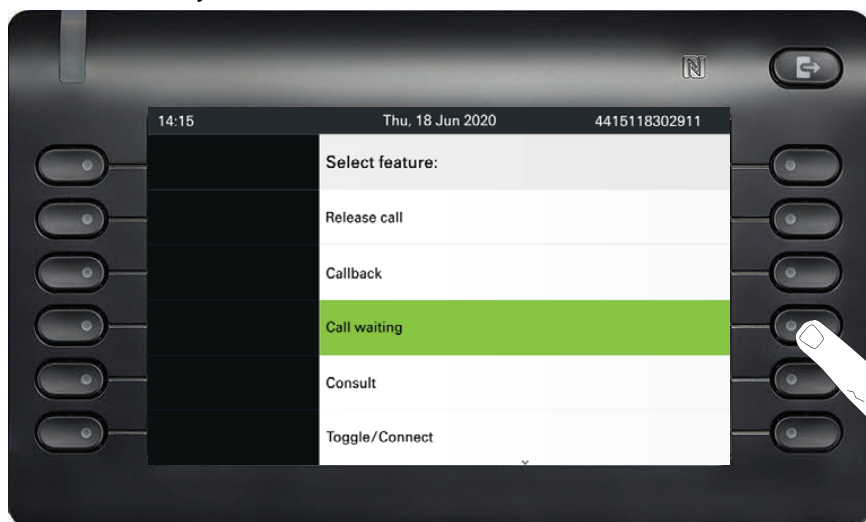 14:15 Thu, 18 Jun 2020 4415118302911
Select feature:
Release call
Callback
Call waiting
Consult
Toggle/Connect